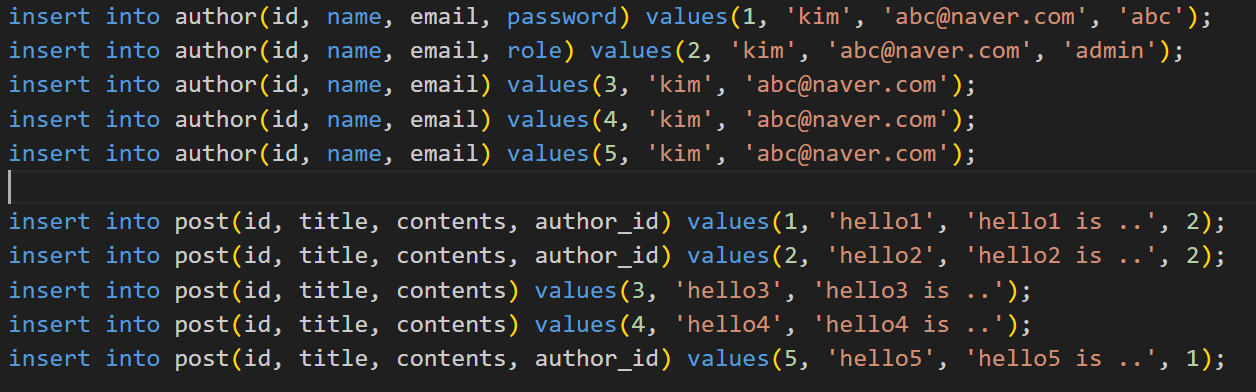 insert into author(id, name, email, password) values(1, 'kim', 'abc@naver.com', 'abc');
insert into author(id, name, email, role) values(2, 'kim', 'abc@naver.com', 'admin');
insert into author(id, name, email) values(3, 'kim', 'abc@naver.com');
insert into author(id, name, email) values(4, 'kim', 'abc@naver.com');
insert into author(id, name, email) values(5, 'kim', 'abc@naver.com');
insert into post(id, title, contents, author_id) values(1, 'hello1', 'hello1 is ..', 2);
insert into post(id, title, contents, author_id) values(2, 'hello2', 'hello2 is ..', 2);
insert into post(id, title, contents) values(3, 'hello3', 'hello3 is ..');
insert into post(id, title, contents) values(4, 'hello4', 'hello4 is ..');
insert into post(id, title, contents, author_id) values(5, 'hello5', 'hello5 is ..', 1);